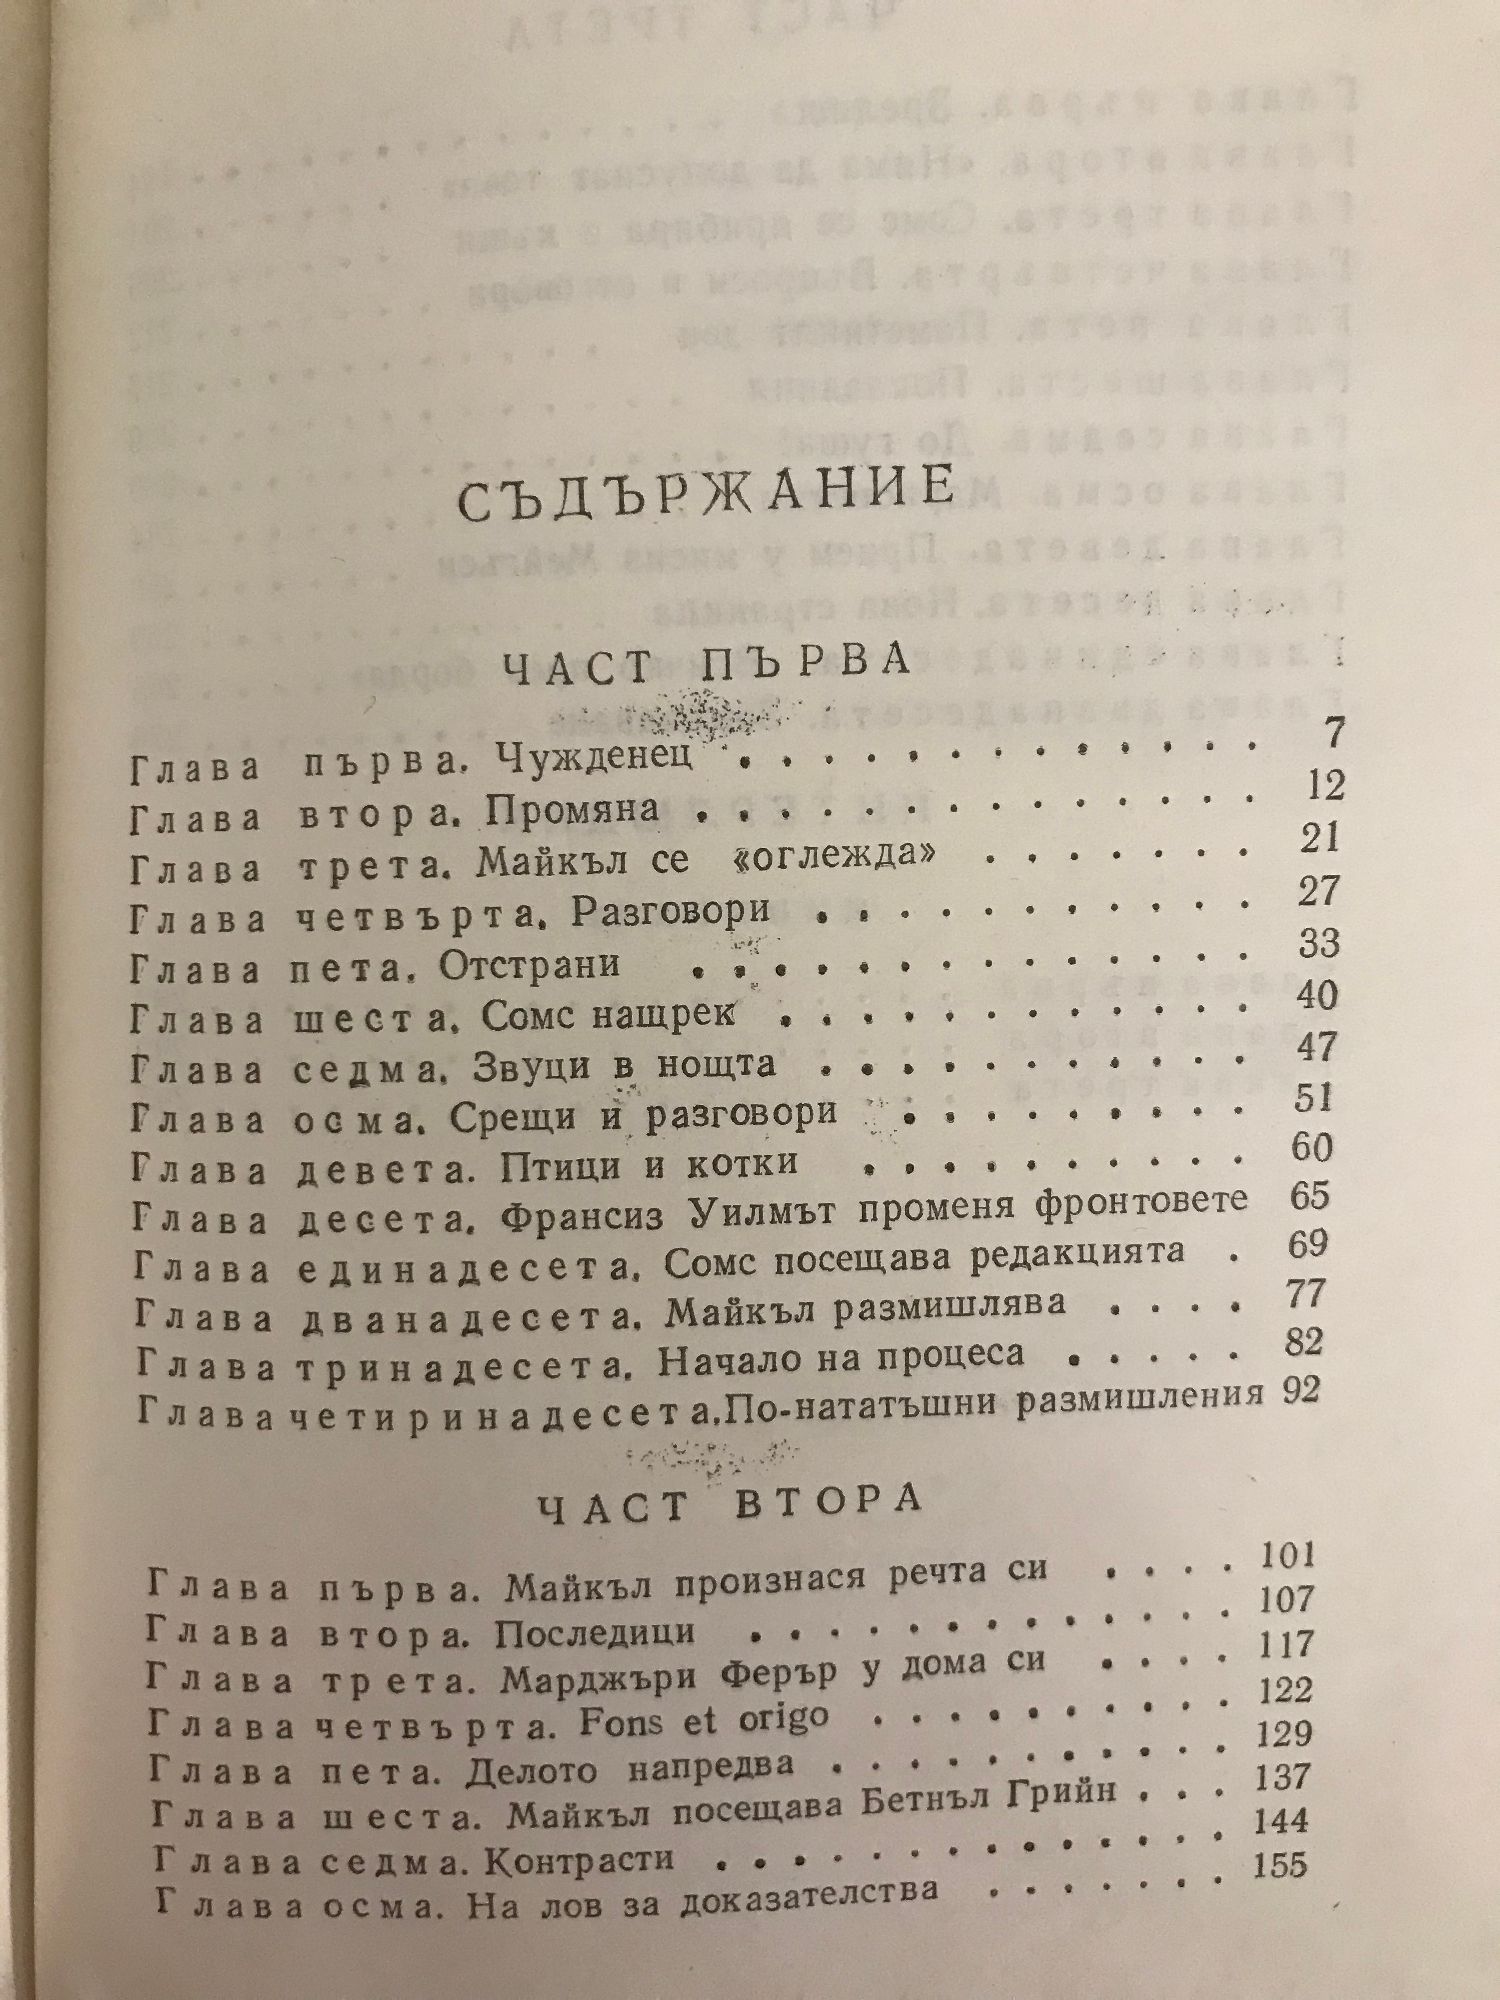 СЪДЪРЖАНИЕ
ЧАСТ ПЪРВА
Глава първа. Чужденец . . . . . . . . . . . . . 7
Глава втора. Промяна . . . . . . . . . . . . . . 12
Глава трета. Майкъл се «оглежда» . . . . . . . 21
Глава четвърта. Разговори . . . . . . . . . . . 27
Глава пета. Отстрани . . . . . . . . . . . . . . 33
Глава шеста. Сомс нащрек . . . . . . . . . . . . 40
Глава седма. Звуци в нощта . . . . . . . . . . . 47
Глава осма. Срещи и разговори . . . . . . . . . 51
Глава девета. Птици и котки . . . . . . . . . . 60
Глава десета. Франсиз Уилмът променя фронтовете 65
Глава единадесета. Сомс посещава редакцията . 69
Глава дванадесета. Майкъл размишлява . . . . 77
Глава тринадесета. Начало на процеса . . . . . 82
Глава четиринадесета. По-нататъшни размишления 92
ЧАСТ ВТОРА
Глава първа. Майкъл произнася речта си . . . . 101
Глава втора. Последици . . . . . . . . . . . . . 107
Глава трета. Марджъри Ферър у дома си . . . . 117
Глава четвърта. Fons et origo . . . . . . . . . . 122
Глава пета. Делото напредва . . . . . . . . . . . 129
Глава шеста. Майкъл посещава Бетнъл Грийн . . . 137
Глава седма. Контрасти . . . . . . . . . . . . . 144
Глава осма. На лов за доказателства . . . . . . . 155